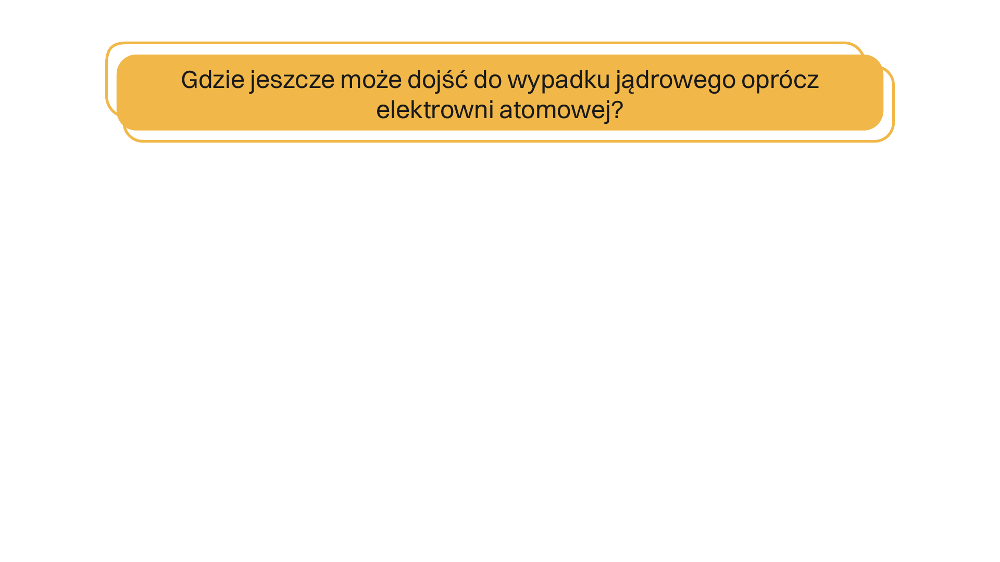 Gdzie jeszcze może dojść do wypadku jądrowego oprócz
elektrowni atomowej?